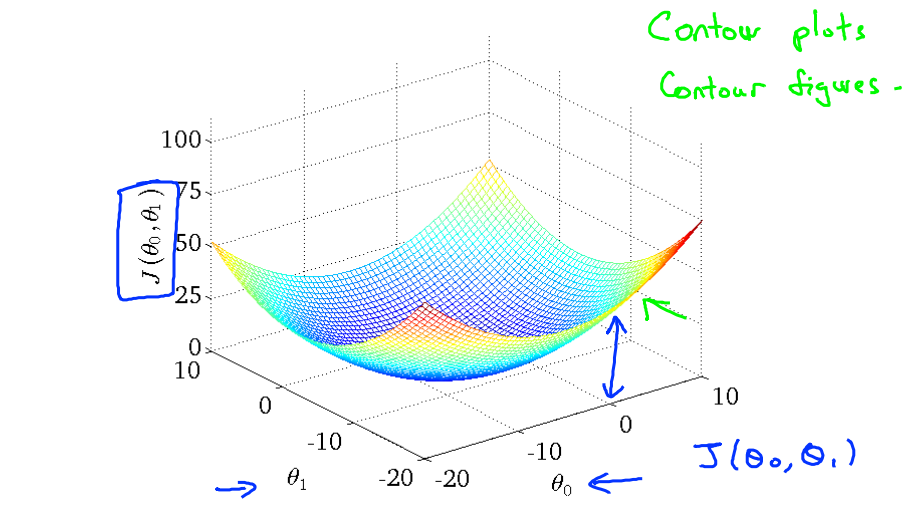 Contour plots
Contour figures.
100
75
50
25
0
J(θ₀, θ₁)
10
0
-10
-20
θ₁
-20
-10
0
10
θ₀
J(θ₀, θ₁)